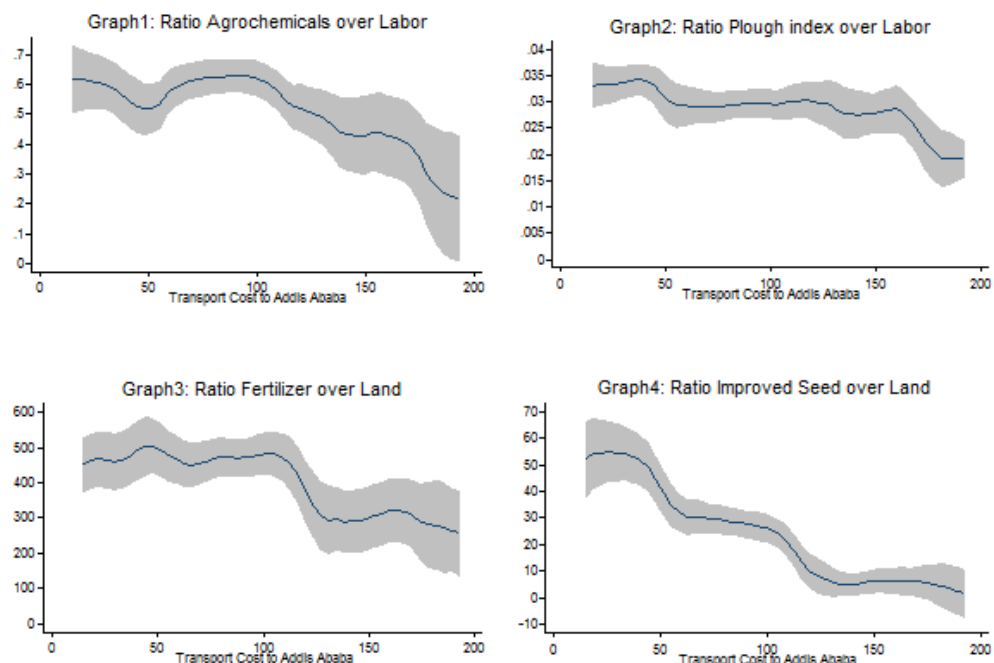 Graph1: Ratio Agrochemicals over Labor
.7
.6
.5
.4
.3
.2
.1
0
0 50 100 150 200
Transport Cost to Addis Ababa
Graph2: Ratio Plough index over Labor
.04
.035
.03
.025
.02
.015
.01
.005
0
0 50 100 150 200
Transport Cost to Addis Ababa
Graph3: Ratio Fertilizer over Land
600
500
400
300
200
100
0
0 50 100 150 200
Transport Cost to Addis Ababa
Graph4: Ratio Improved Seed over Land
70
60
50
40
30
20
10
0
-10
0 50 100 150 200
Transport Cost to Addis Ababa